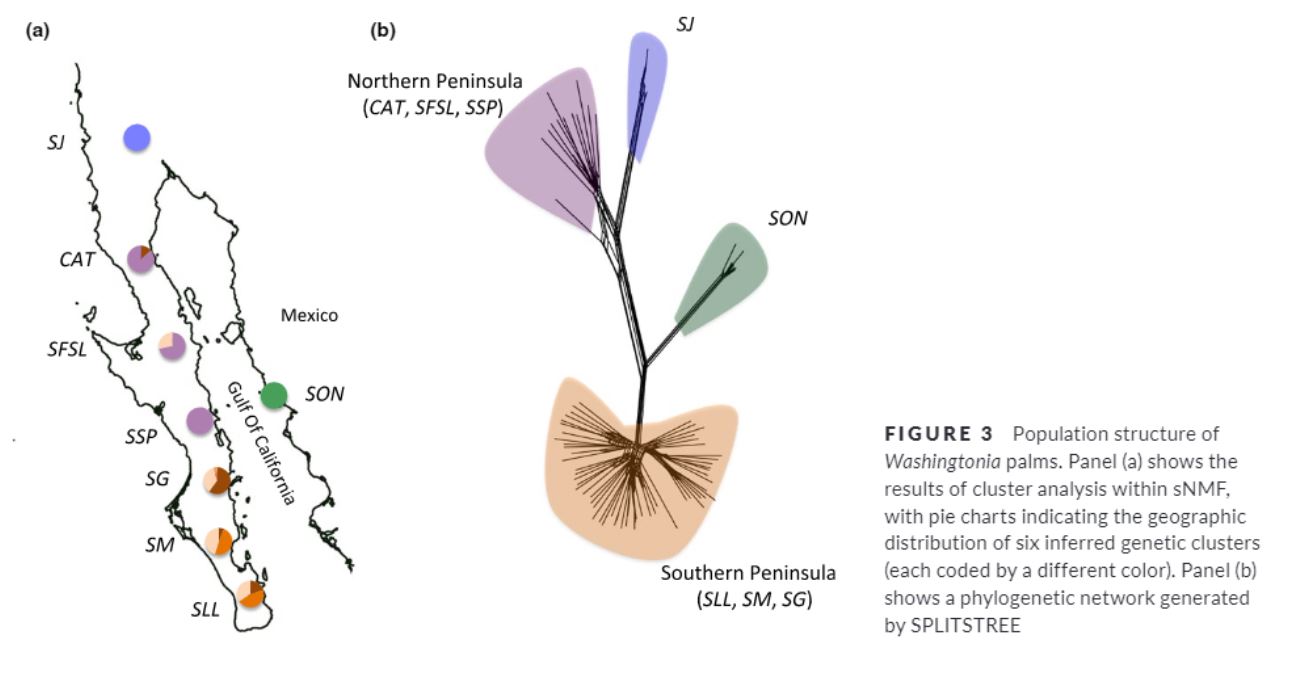 (a)
SJ
CAT
SFSL
SSP
SG
SM
SLL
Mexico
SON
Gulf Of California
(b)
SJ
Northern Peninsula
(CAT, SFSL, SSP)
SON
Southern Peninsula
(SLL, SM, SG)
FIGURE 3 Population structure of
Washingtonia palms. Panel (a) shows the
results of cluster analysis within sNMF,
with pie charts indicating the geographic
distribution of six inferred genetic clusters
(each coded by a different color). Panel (b)
shows a phylogenetic network generated
by SPLITSTREE